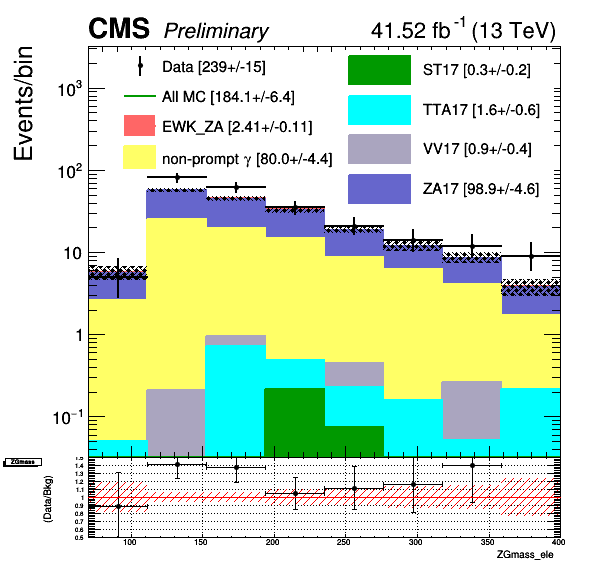 CMS Preliminary 41.52 fb⁻¹ (13 TeV)
Events/bin
Data [239+/-15]
All MC [184.1+/-6.4]
EWK_ZA [2.41+/-0.11]
non-prompt γ [80.0+/-4.4]
ST17 [0.3+/-0.2]
TTA17 [1.6+/-0.6]
VV17 [0.9+/-0.4]
ZA17 [98.9+/-4.6]
10³
10²
10
1
10⁻¹
ZGmass
(Data/Bkg)
1.5
1.4
1.3
1.2
1.1
1
0.9
0.8
0.7
0.6
0.5
100 150 200 250 300 350 400
ZGmass_ele